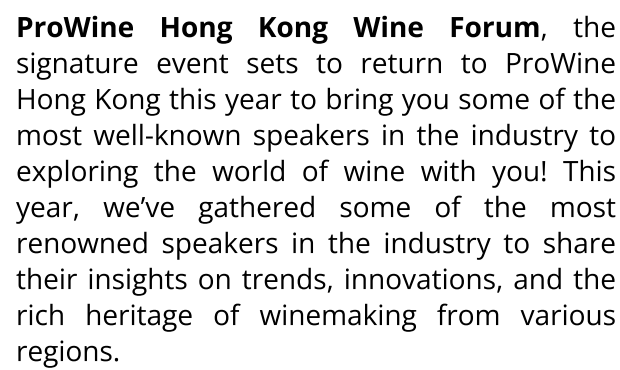 ProWine Hong Kong Wine Forum, the
signature event sets to return to ProWine
Hong Kong this year to bring you some of the
most well-known speakers in the industry to
exploring the world of wine with you! This
year, we’ve gathered some of the most
renowned speakers in the industry to share
their insights on trends, innovations, and the
rich heritage of winemaking from various
regions.